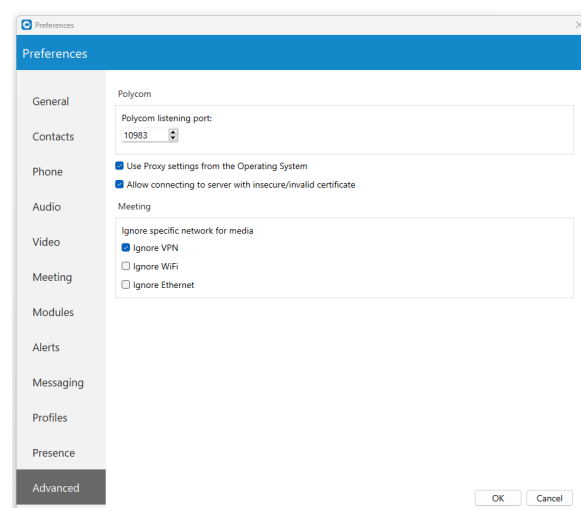 Preferences
Preferences
General
Contacts
Phone
Audio
Video
Meeting
Modules
Alerts
Messaging
Profiles
Presence
Advanced
Polycom
Polycom listening port:
10983
Use Proxy settings from the Operating System
Allow connecting to server with insecure/invalid certificate
Meeting
Ignore specific network for media
Ignore VPN
Ignore WiFi
Ignore Ethernet
OK Cancel